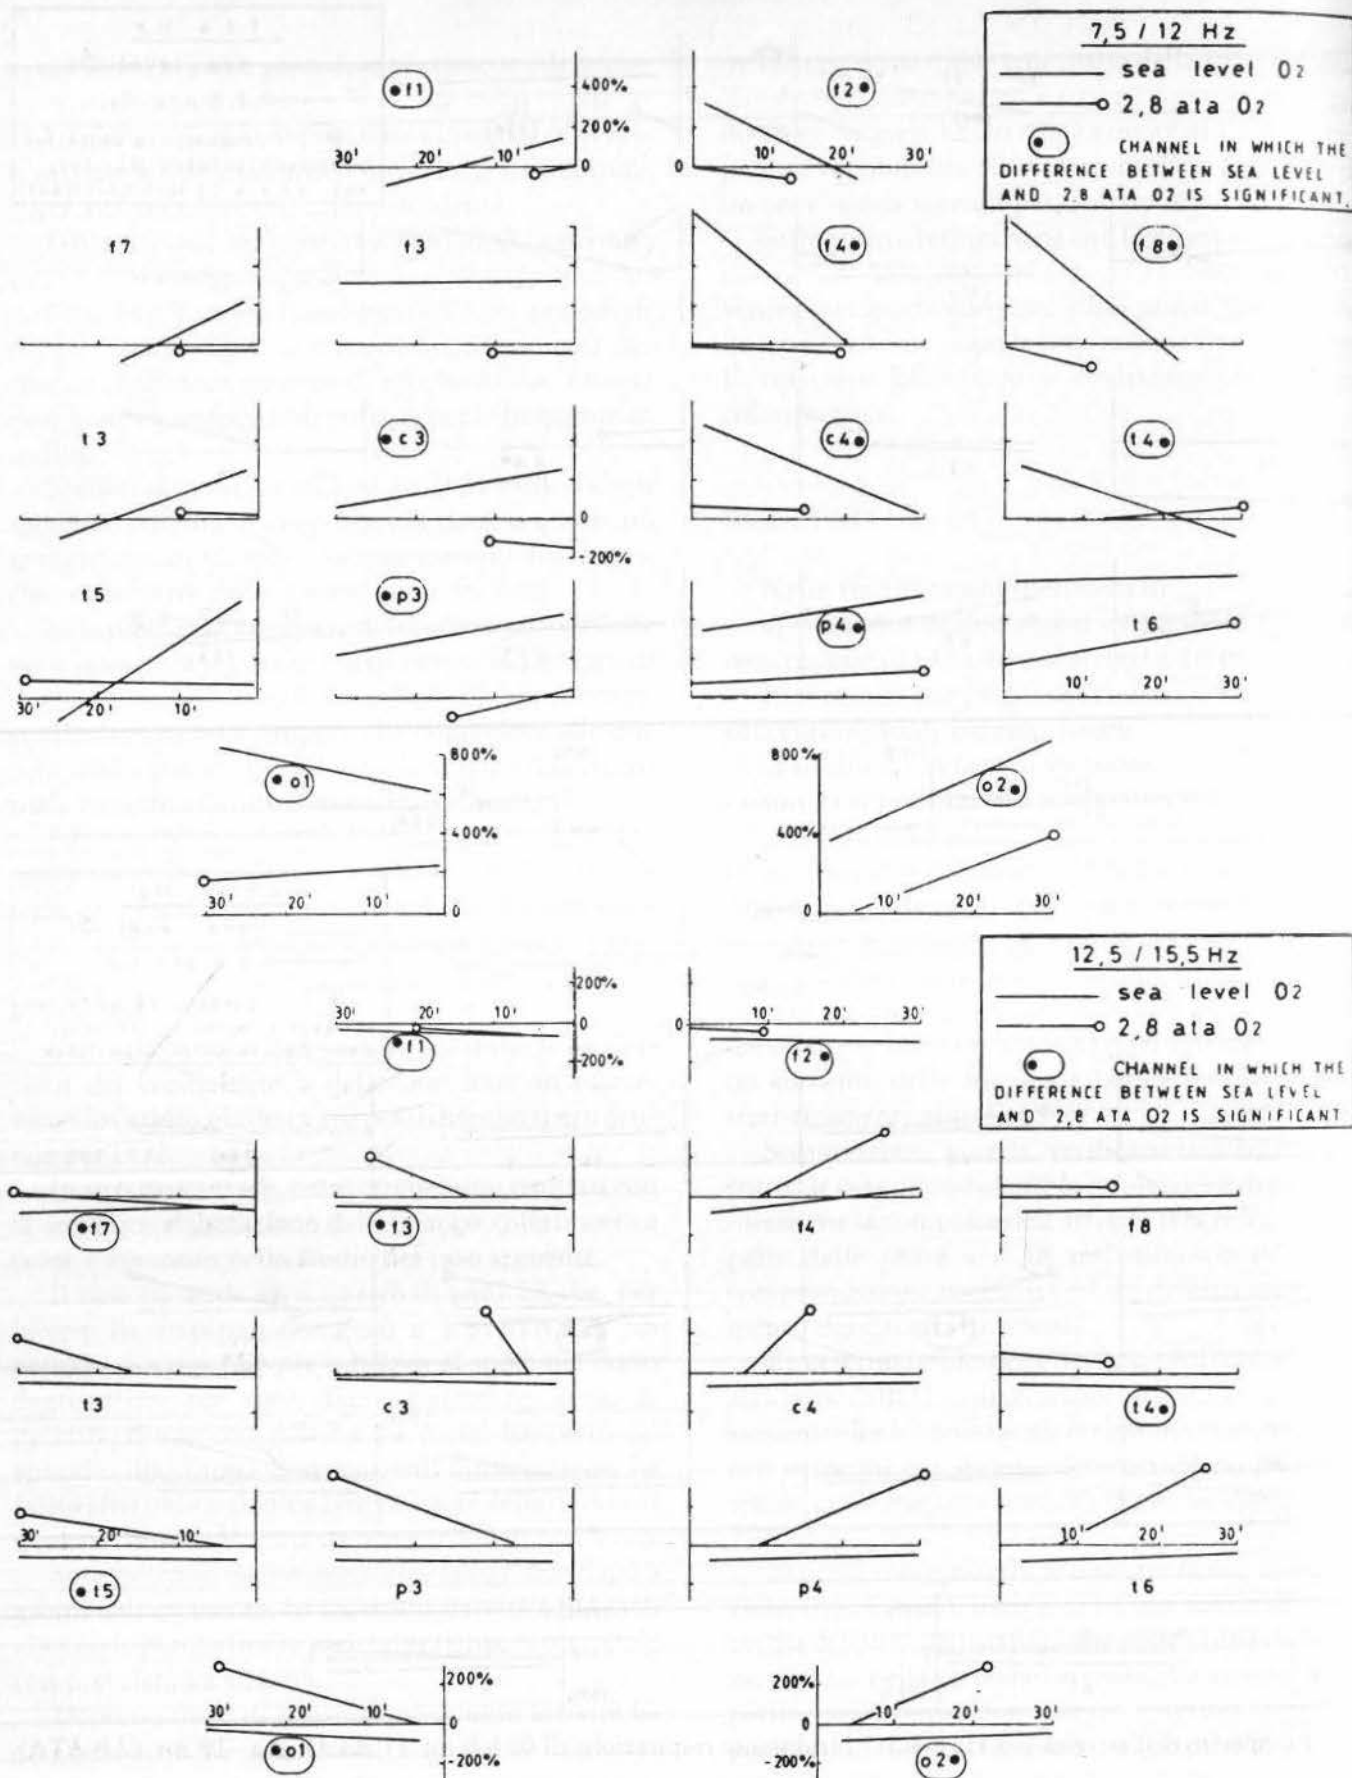 7,5 / 12 Hz
sea level O2
2,8 ata O2
CHANNEL IN WHICH THE
DIFFERENCE BETWEEN SEA LEVEL
AND 2,8 ATA O2 IS SIGNIFICANT.
f1
400%
200%
30' 20' 10' 0
f2
0 10' 20' 30'
f7
f3
f4
f8
t3
c3
0
-200%
c4
t4
t5
30' 20' 10'
p3
p4
t6
10' 20' 30'
o1
800%
400%
30' 20' 10' 0
o2
800%
400%
0 10' 20' 30'
12,5 / 15,5 Hz
sea level O2
2,8 ata O2
CHANNEL IN WHICH THE
DIFFERENCE BETWEEN SEA LEVEL
AND 2,8 ATA O2 IS SIGNIFICANT
200%
30' 20' 10' 0
f1
-200%
0 10' 20' 30'
f2
f7
f3
f4
f8
t3
c3
c4
t4
30' 20' 10'
t5
p3
p4
10' 20' 30'
t6
200%
30' 20' 10' 0
o1
-200%
200%
0 10' 20' 30'
-200%
o2